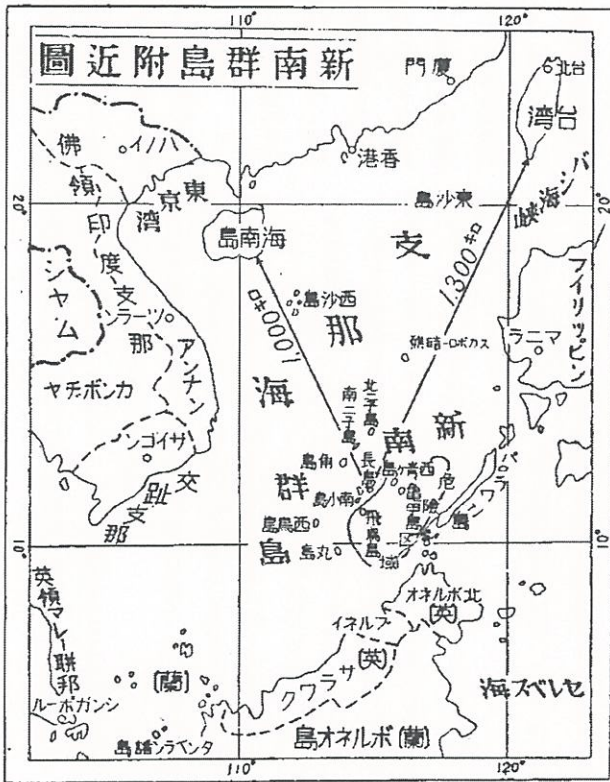 110°
120°
新南群島附近圖
廈門
台北
台湾
バシー海峡
香港
ハノイ
佛領印度支那
東京湾
20°
20°
海南島
東沙島
支那海
シャム
西沙島
1,000キロ
1,300キロ
フイリッピン
マニラ
ツーラン
アンナン
スカボロー暗礁
カンボヂヤ
北二子島
南二子島
新南群島
サイゴン
角島
長島
西青ヶ島
亀甲島
危険区域
パラワン島
南小島
飛鳥島
西鳥島
丸島
交趾支那
10°
10°
英領マレー聯邦
北ボルネオ
(英)
ブルネイ
(英)
サラワク
(蘭)
シンガポール
セレベス海
ボルネオ島(蘭)
110°
120°